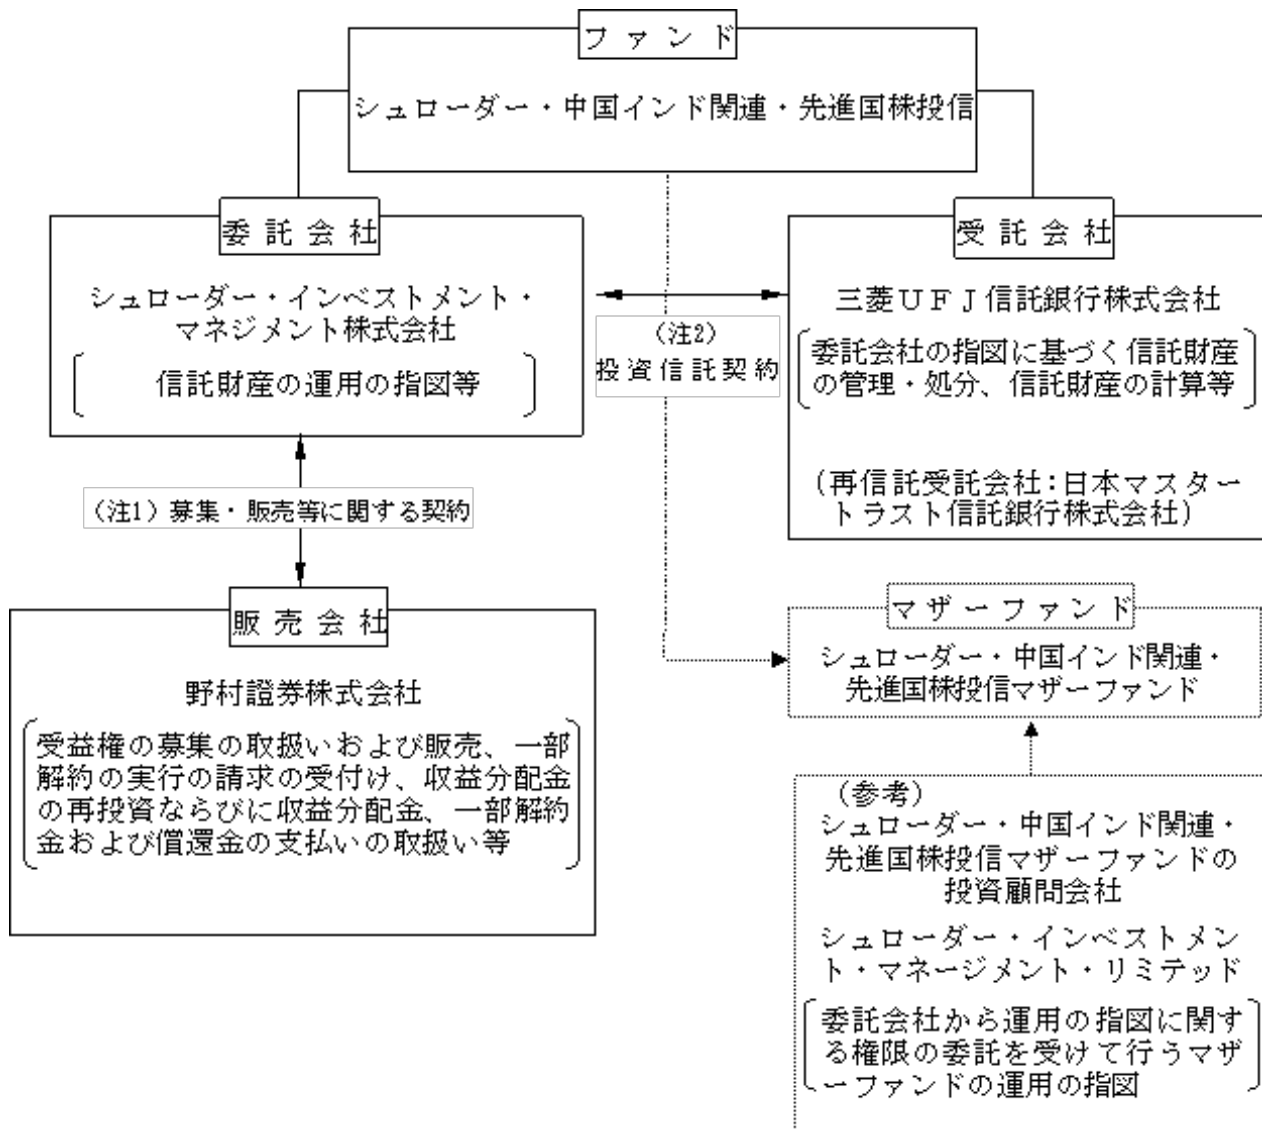 ファンド
シュローダー・中国インド関連・先進国株投信
委託会社
シュローダー・インベストメント・
マネジメント株式会社
信託財産の運用の指図等
(注2)
投資信託契約
受託会社
三菱UFJ信託銀行株式会社
委託会社の指図に基づく信託財産
の管理・処分、信託財産の計算等
(再信託受託会社:日本マスター
トラスト信託銀行株式会社)
(注1)募集・販売等に関する契約
販売会社
野村證券株式会社
受益権の募集の取扱いおよび販売、一部
解約の実行の請求の受付け、収益分配金
の再投資ならびに収益分配金、一部解約
金および償還金の支払いの取扱い等
マザーファンド
シュローダー・中国インド関連・
先進国株投信マザーファンド
(参考)
シュローダー・中国インド関連・
先進国株投信マザーファンドの
投資顧問会社
シュローダー・インベストメン
ト・マネージメント・リミテッド
委託会社から運用の指図に関す
る権限の委託を受けて行うマザ
ーファンドの運用の指図